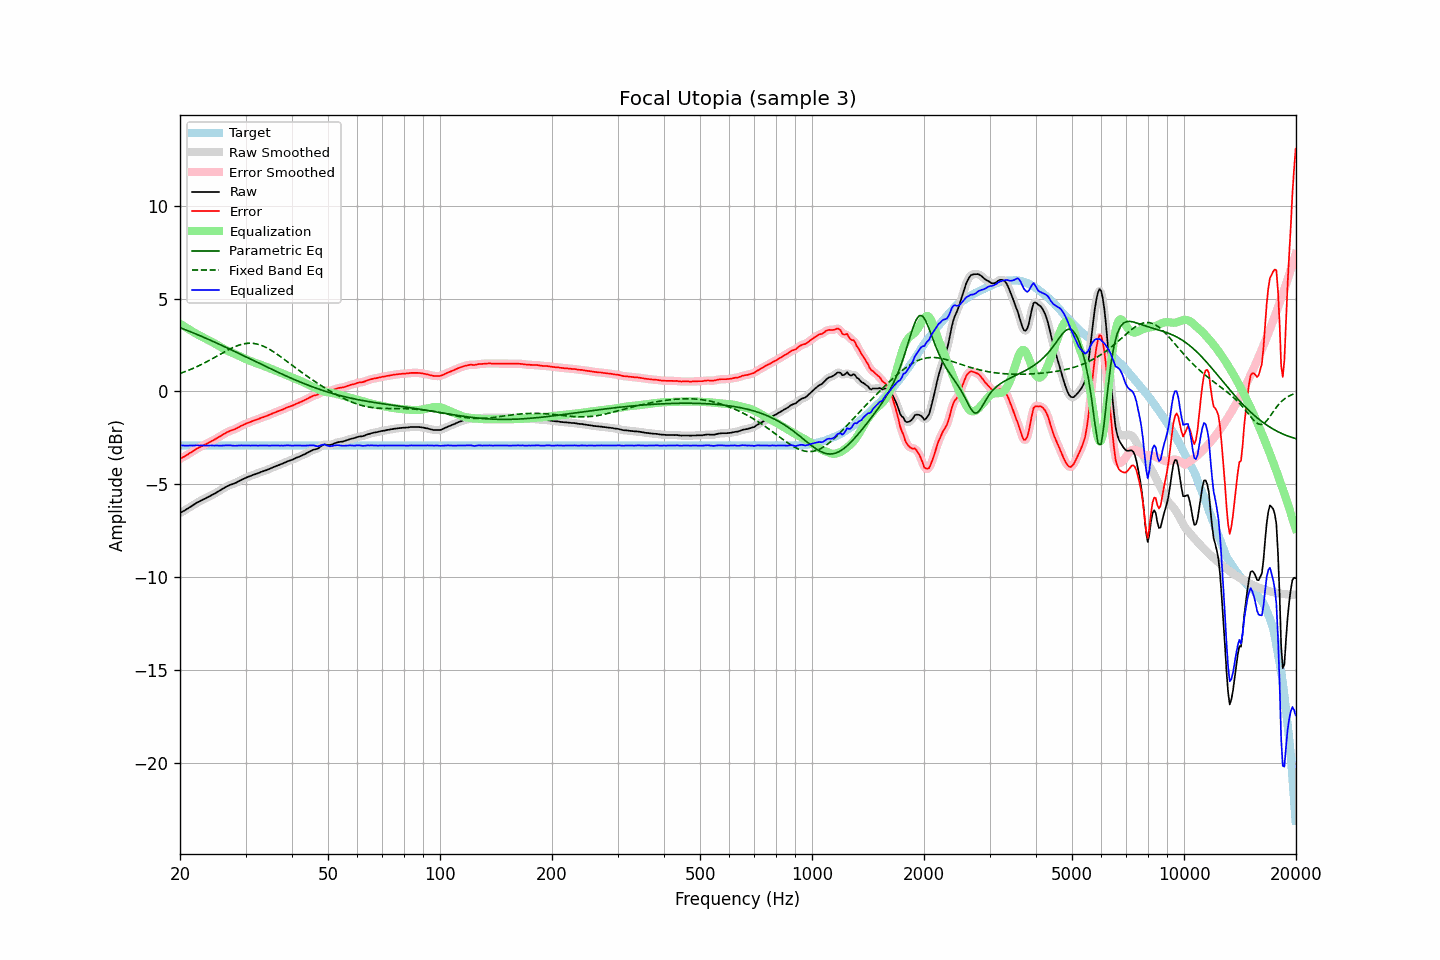 Focal Utopia (sample 3)
Target
Raw Smoothed
Error Smoothed
Raw
Error
Equalization
Parametric Eq
Fixed Band Eq
Equalized
10
5
0
−5
−10
−15
−20
Amplitude (dBr)
20
50
100
200
500
1000
2000
5000
10000
20000
Frequency (Hz)